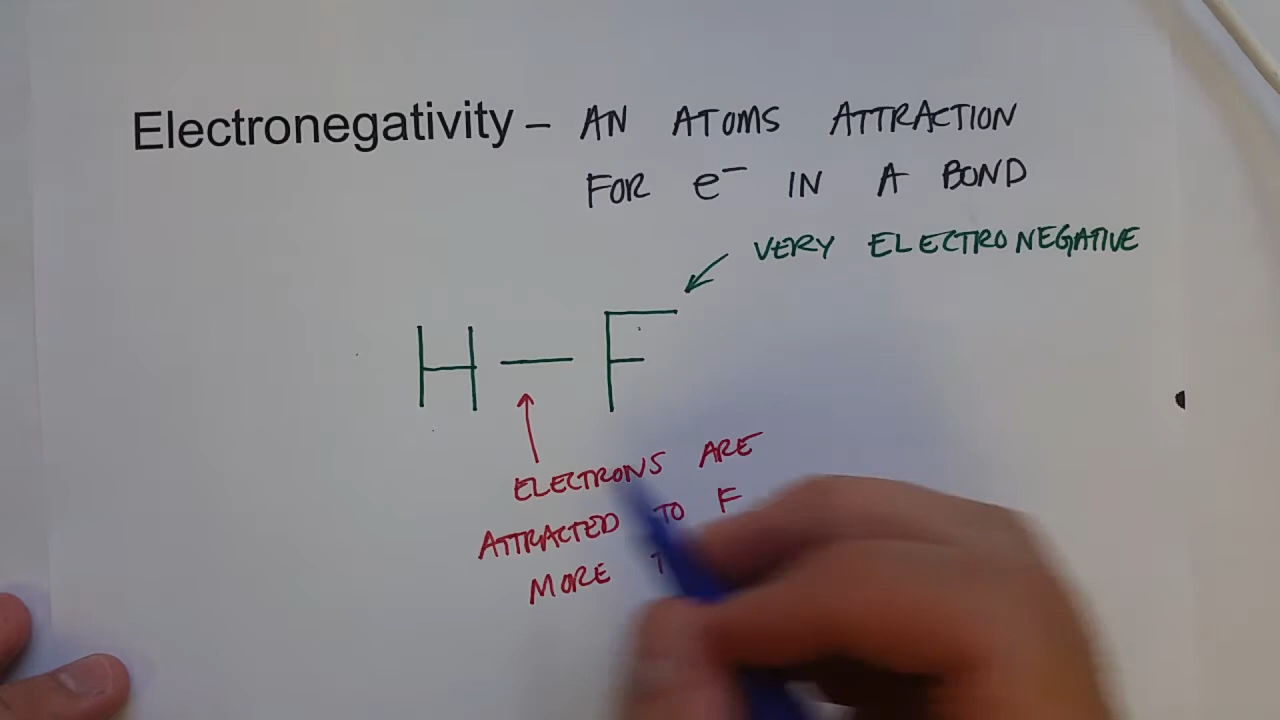 Electronegativity – AN ATOMS ATTRACTION
FOR e⁻ IN A BOND
VERY ELECTRONEGATIVE
H — F
ELECTRONS ARE
ATTRACTED TO F
MORE